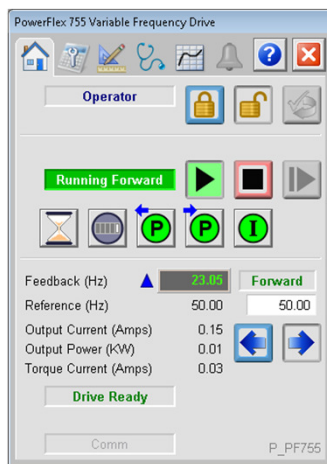 PowerFlex 755 Variable Frequency Drive
Operator
Running Forward
P P I
Feedback (Hz) 23.05 Forward
Reference (Hz) 50.00 50.00
Output Current (Amps) 0.15
Output Power (KW) 0.01
Torque Current (Amps) 0.03
Drive Ready
Comm
P_PF755